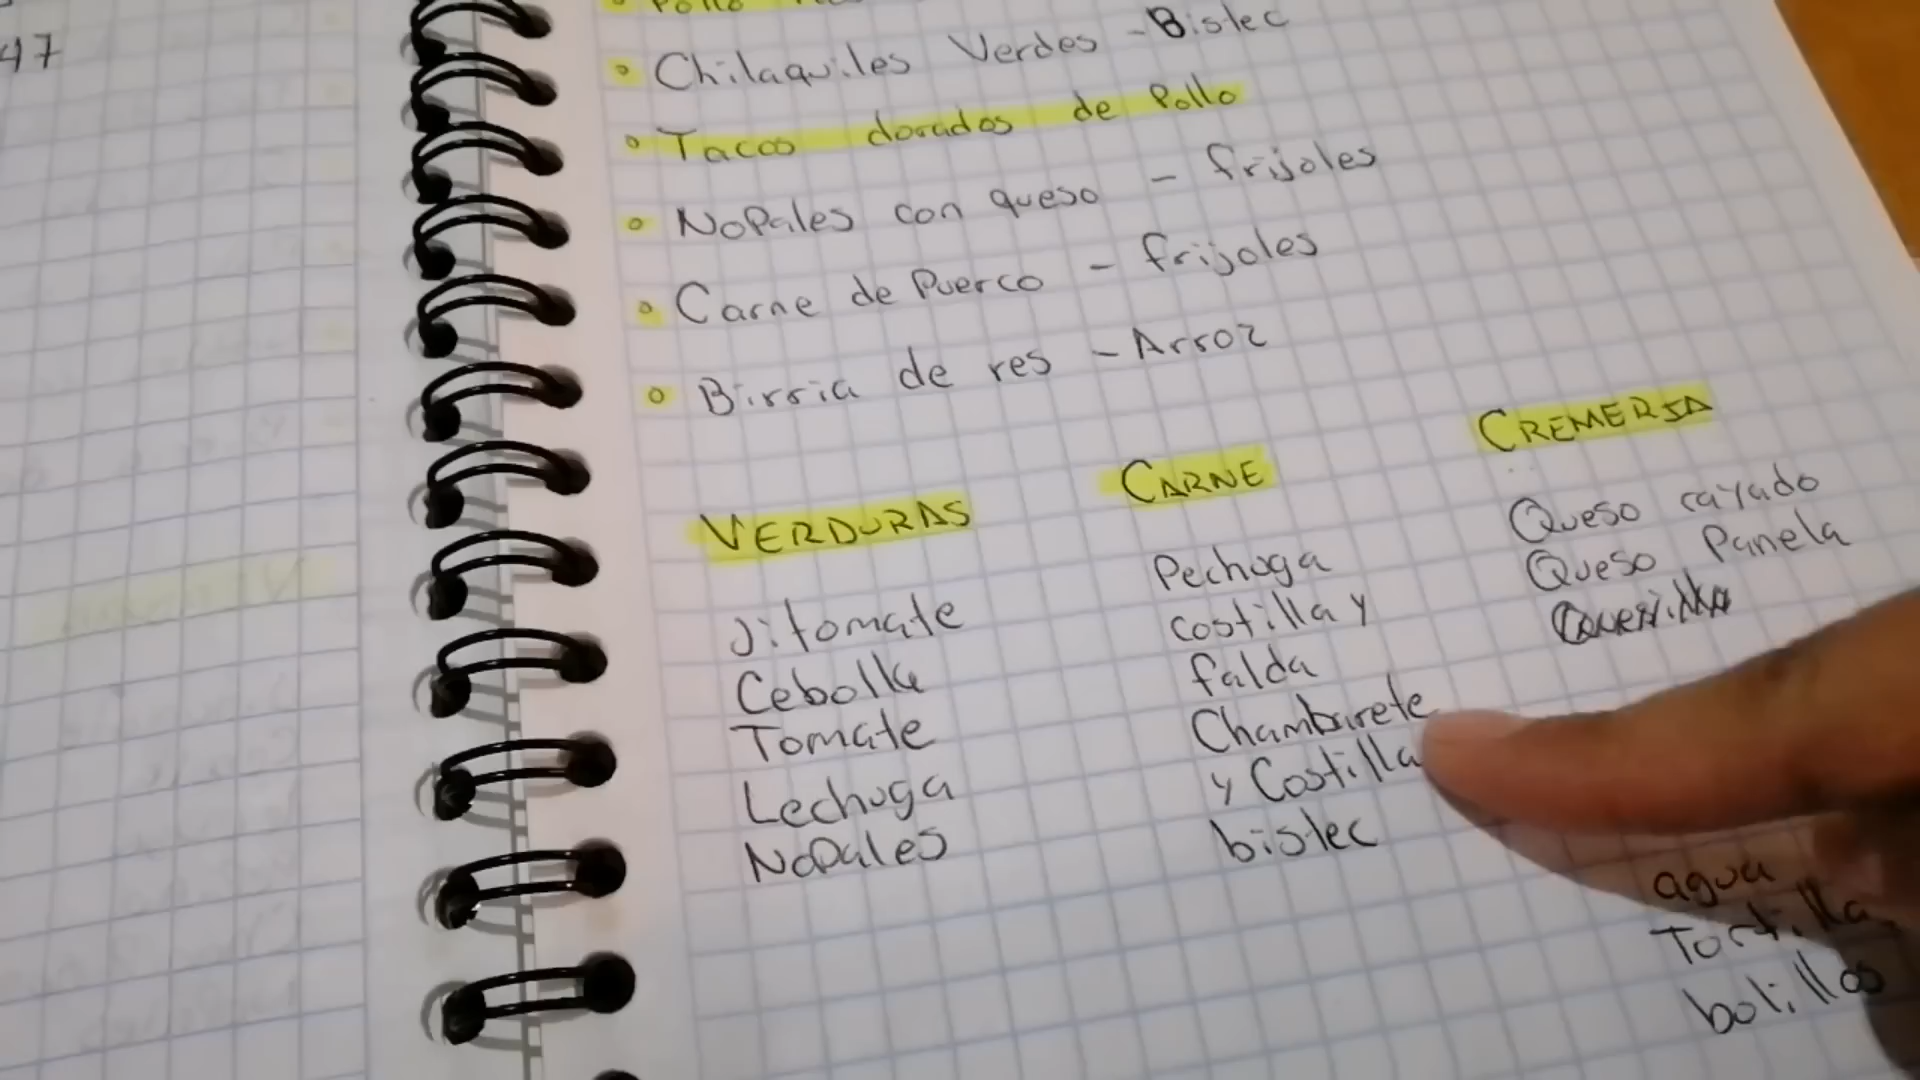 47
Pollo
Chilaquiles Verdes - Bistec
Tacos dorados de Pollo
NoPales con queso - frijoles
Carne de Puerco - frijoles
Birria de res - Arroz
VERDURAS
Jitomate
Cebolla
Tomate
Lechuga
NoPales
CARNE
Pechuga
costilla y
falda
Chambarete
y Costilla
bistec
CREMERIA
Queso rayado
Queso Panela
agua
Tortilla
bolillos